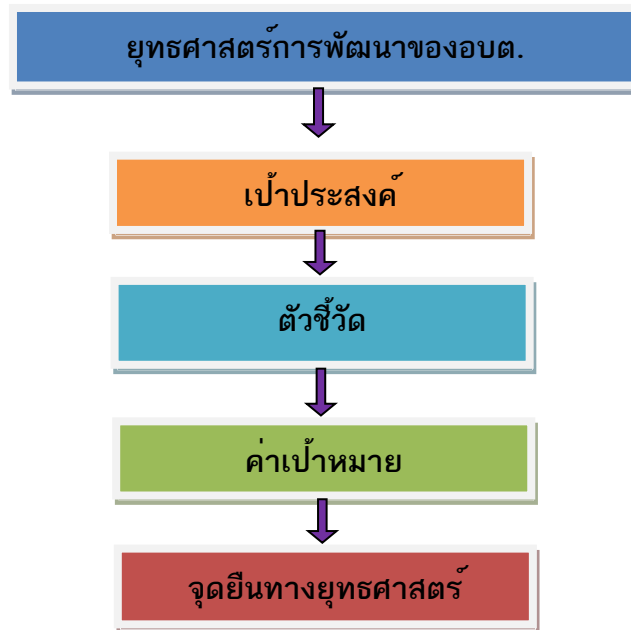 ยุทธศาสตร์การพัฒนาของอบต.
เป้าประสงค์
ตัวชี้วัด
ค่าเป้าหมาย
จุดยืนทางยุทธศาสตร์